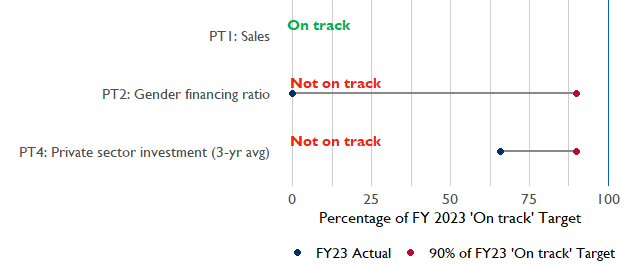 On track
PT1: Sales
Not on track
PT2: Gender financing ratio
Not on track
PT4: Private sector investment (3-yr avg)
0 25 50 75 100
Percentage of FY 2023 'On track' Target
FY23 Actual 90% of FY23 'On track' Target